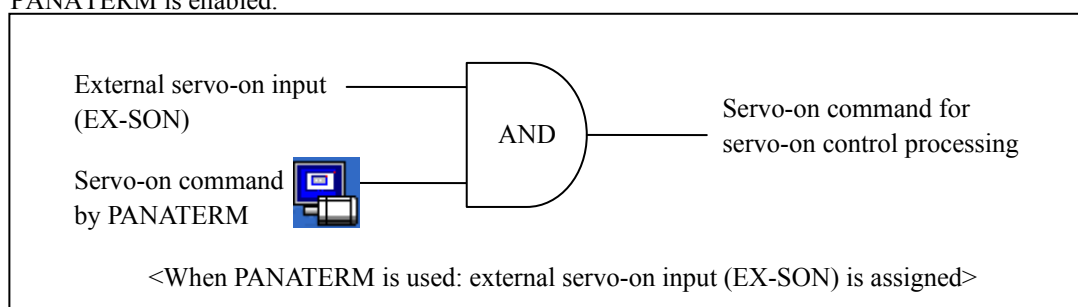 PANATERM is enabled.
External servo-on input
(EX-SON)
AND
Servo-on command for
servo-on control processing
Servo-on command
by PANATERM
<When PANATERM is used: external servo-on input (EX-SON) is assigned>